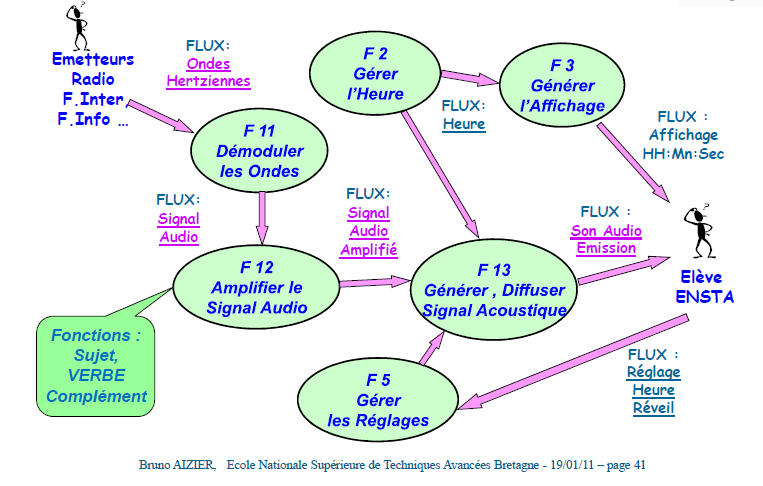 Emetteurs
Radio
F.Inter,
F.Info ...
FLUX:
Ondes
Hertziennes
F 2
Gérer
l'Heure
F 3
Générer
l'Affichage
FLUX:
Heure
FLUX :
Affichage
HH:Mn:Sec
F 11
Démoduler
les Ondes
FLUX:
Signal
Audio
FLUX:
Signal
Audio
Amplifié
FLUX :
Son Audio
Emission
Elève
ENSTA
F 12
Amplifier le
Signal Audio
F 13
Générer , Diffuser
Signal Acoustique
Fonctions :
Sujet,
VERBE
Complément
F 5
Gérer
les Réglages
FLUX :
Réglage
Heure
Réveil
Bruno AIZIER, Ecole Nationale Supérieure de Techniques Avancées Bretagne - 19/01/11 – page 41